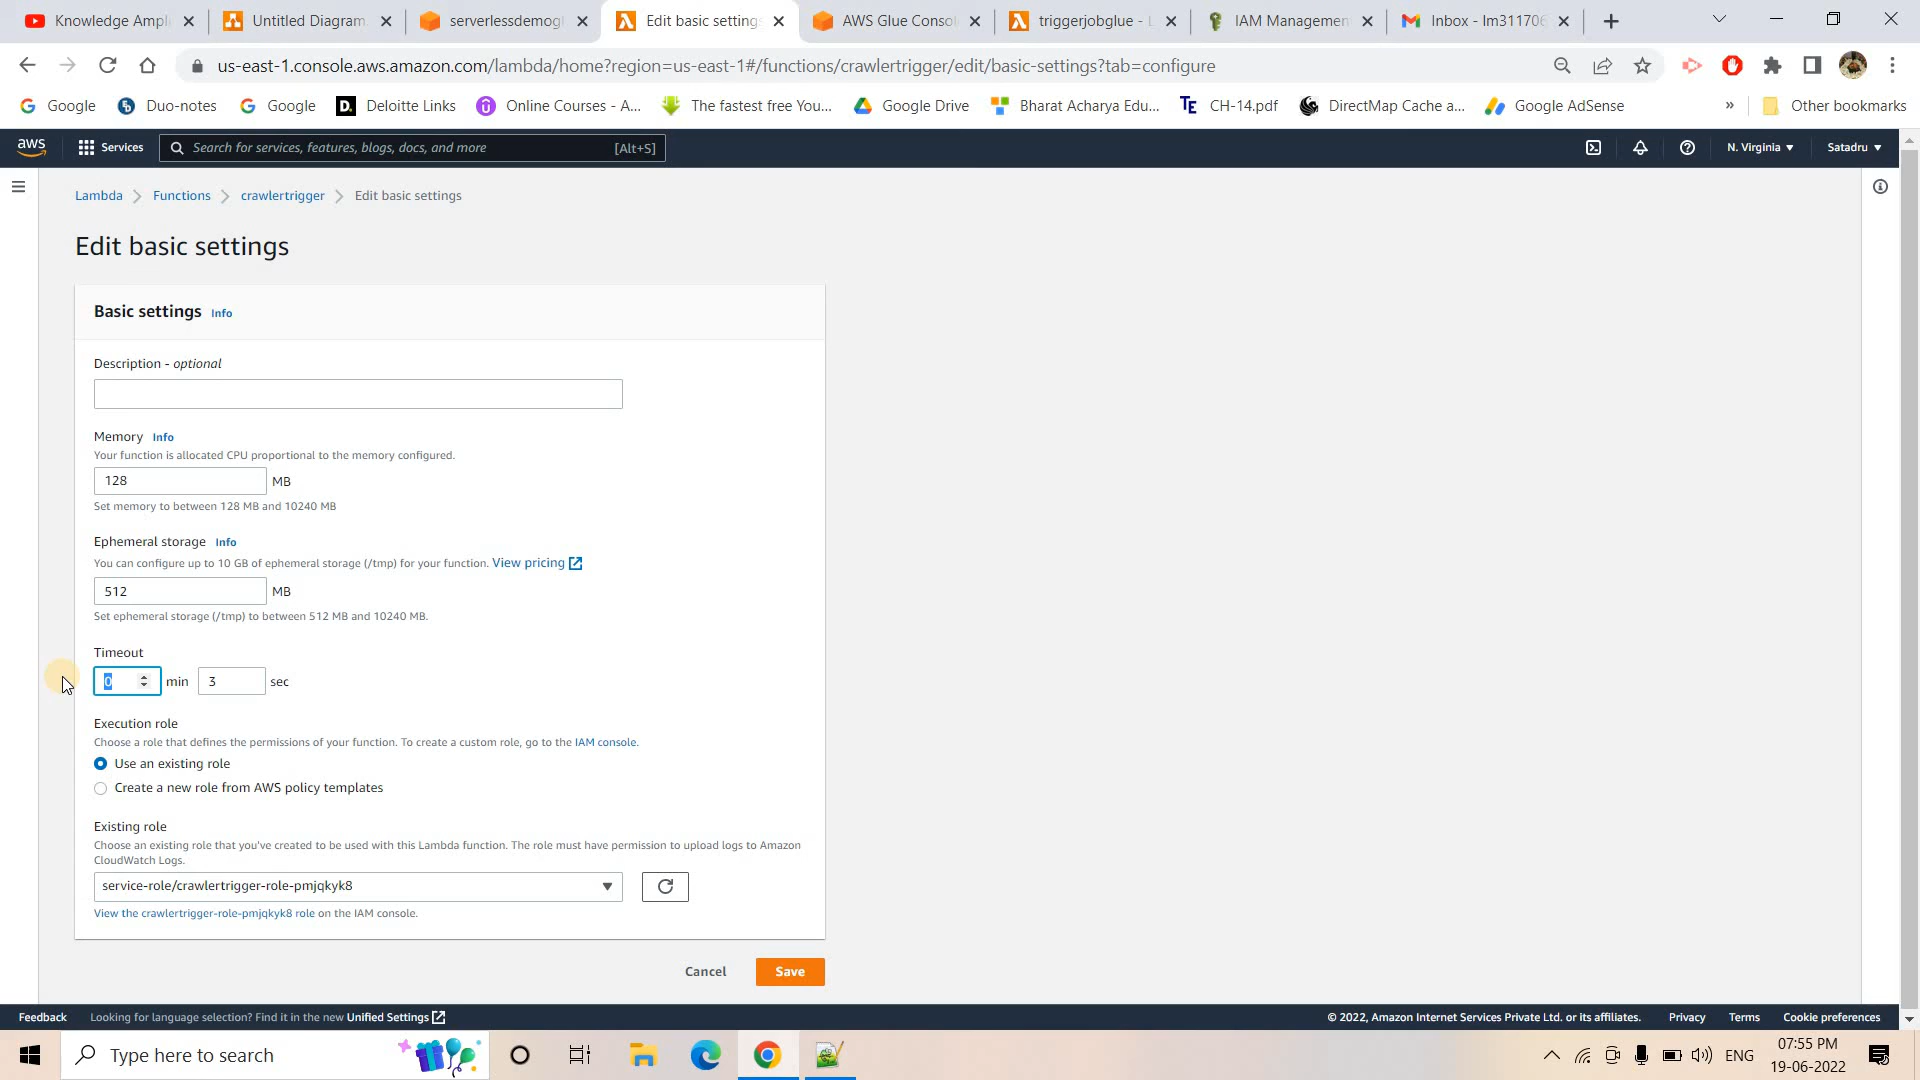 Knowledge Ampl
Untitled Diagram.
serverlessdemogl
Edit basic settings
AWS Glue Consol
triggerjobglue - L
IAM Management
Inbox - lm311706
us-east-1.console.aws.amazon.com/lambda/home?region=us-east-1#/functions/crawlertrigger/edit/basic-settings?tab=configure
Google
Duo-notes
Google
Deloitte Links
Online Courses - A...
The fastest free You...
Google Drive
Bharat Acharya Edu...
CH-14.pdf
DirectMap Cache a...
Google AdSense
»
Other bookmarks
aws
Services
Search for services, features, blogs, docs, and more
[Alt+S]
N. Virginia
Satadru
Lambda
Functions
crawlertrigger
Edit basic settings
Edit basic settings
Basic settings Info
Description - optional
Memory Info
Your function is allocated CPU proportional to the memory configured.
128 MB
Set memory to between 128 MB and 10240 MB
Ephemeral storage Info
You can configure up to 10 GB of ephemeral storage (/tmp) for your function. View pricing
512 MB
Set ephemeral storage (/tmp) to between 512 MB and 10240 MB.
Timeout
0 min 3 sec
Execution role
Choose a role that defines the permissions of your function. To create a custom role, go to the IAM console.
Use an existing role
Create a new role from AWS policy templates
Existing role
Choose an existing role that you've created to be used with this Lambda function. The role must have permission to upload logs to Amazon
CloudWatch Logs.
service-role/crawlertrigger-role-pmjqkyk8
View the crawlertrigger-role-pmjqkyk8 role on the IAM console.
Cancel
Save
Feedback
Looking for language selection? Find it in the new Unified Settings
© 2022, Amazon Internet Services Private Ltd. or its affiliates.
Privacy
Terms
Cookie preferences
Type here to search
ENG
07:55 PM
19-06-2022